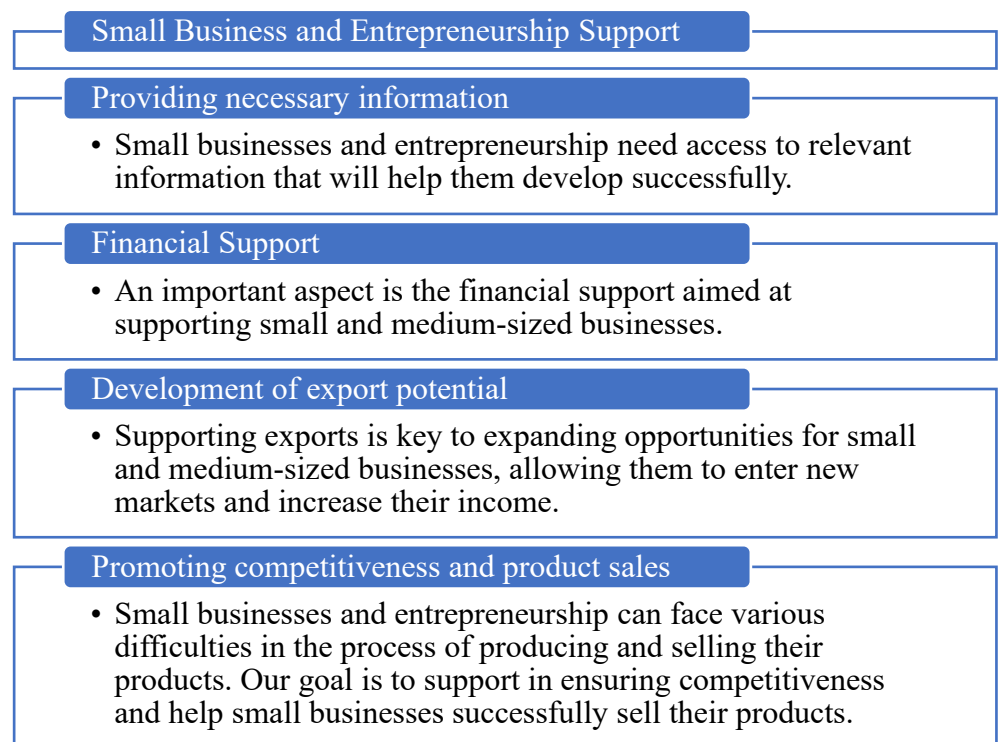 Small Business and Entrepreneurship Support
Providing necessary information
• Small businesses and entrepreneurship need access to relevant
information that will help them develop successfully.
Financial Support
• An important aspect is the financial support aimed at
supporting small and medium-sized businesses.
Development of export potential
• Supporting exports is key to expanding opportunities for small
and medium-sized businesses, allowing them to enter new
markets and increase their income.
Promoting competitiveness and product sales
• Small businesses and entrepreneurship can face various
difficulties in the process of producing and selling their
products. Our goal is to support in ensuring competitiveness
and help small businesses successfully sell their products.